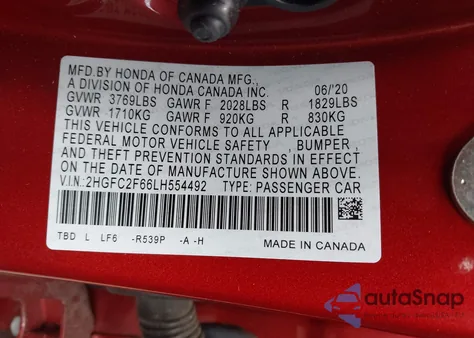 MFD.BY HONDA OF CANADA MFG.,
A DIVISION OF HONDA CANADA INC. 06/'20
GVWR 3769LBS GAWR F 2028LBS R 1829LBS
GVWR 1710KG GAWR F 920KG R 830KG
THIS VEHICLE CONFORMS TO ALL APPLICABLE
FEDERAL MOTOR VEHICLE SAFETY , BUMPER ,
AND THEFT PREVENTION STANDARDS IN EFFECT
ON THE DATE OF MANUFACTURE SHOWN ABOVE.
V.I.N:2HGFC2F66LH554492 TYPE: PASSENGER CAR
TBD L LF6 -R539P -A -H
MADE IN CANADA
autoSnap